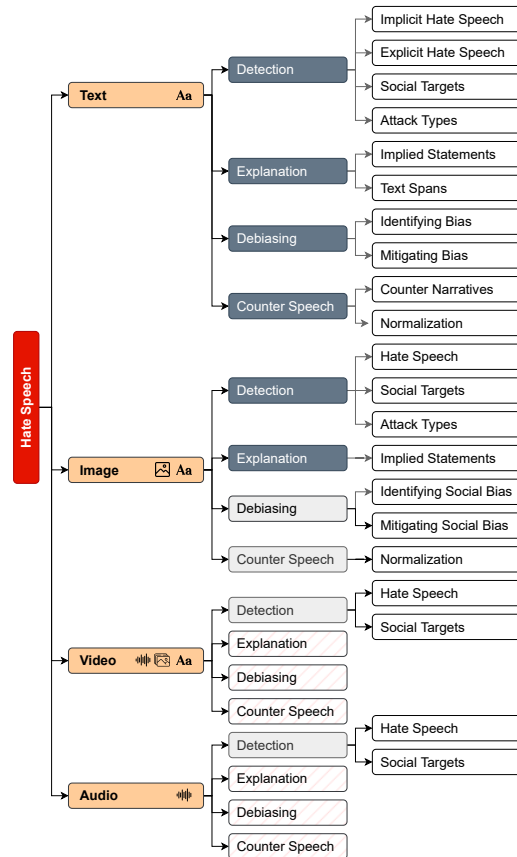 Hate Speech
Text Aa
Detection
Implicit Hate Speech
Explicit Hate Speech
Social Targets
Attack Types
Explanation
Implied Statements
Text Spans
Debiasing
Identifying Bias
Mitigating Bias
Counter Speech
Counter Narratives
Normalization
Image Aa
Detection
Hate Speech
Social Targets
Attack Types
Explanation
Implied Statements
Debiasing
Identifying Social Bias
Mitigating Social Bias
Counter Speech
Normalization
Video Aa
Detection
Hate Speech
Social Targets
Explanation
Debiasing
Counter Speech
Audio
Detection
Hate Speech
Social Targets
Explanation
Debiasing
Counter Speech